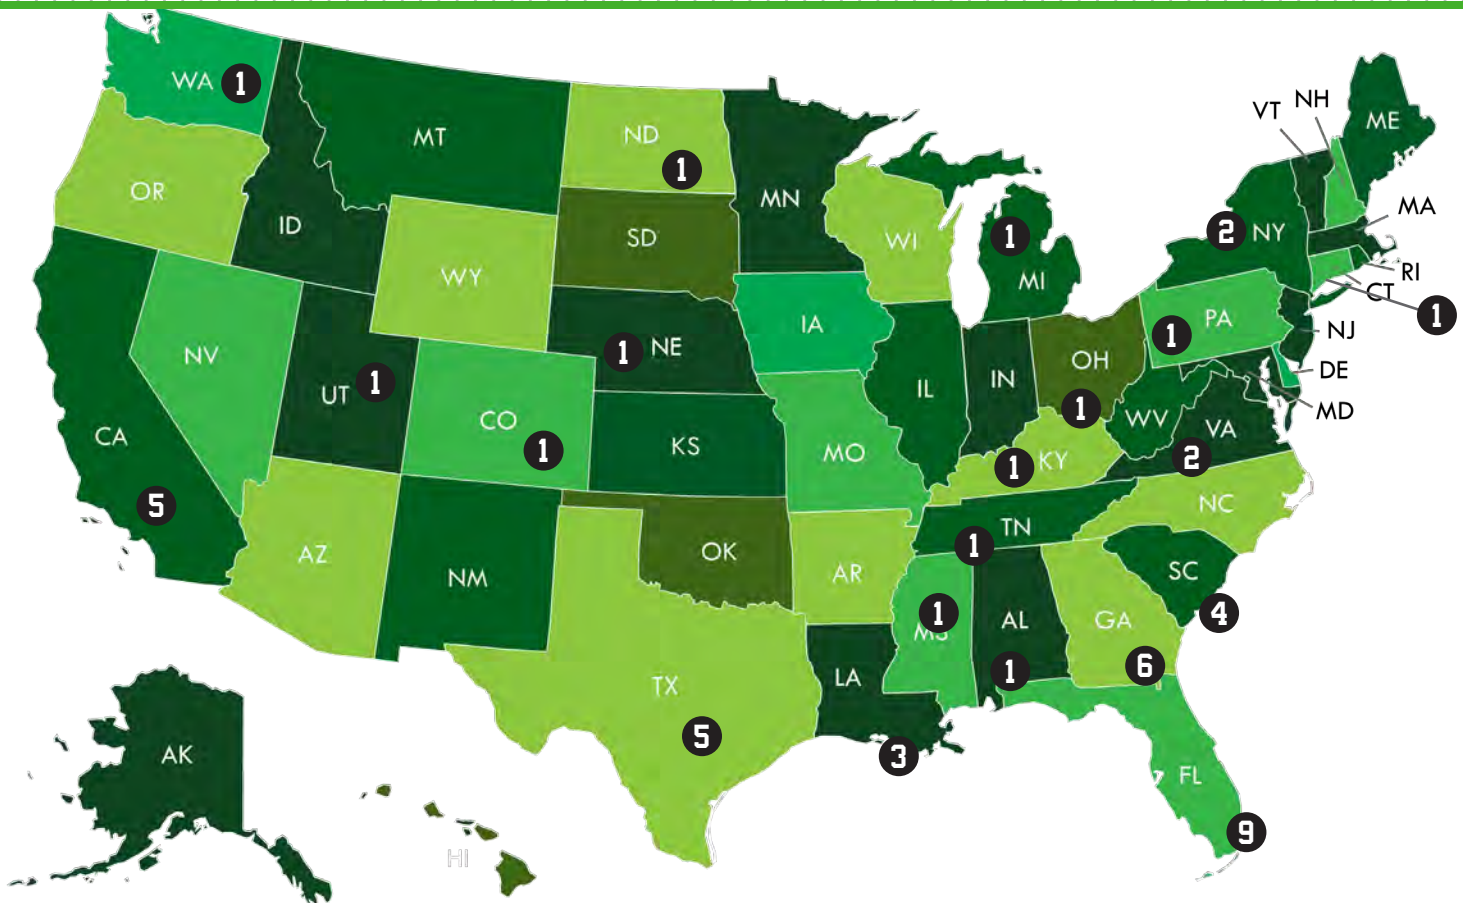 WA 1
MT
ND
1
OR
ID
MN
VT
NH
ME
MA
WY
SD
WI
1
MI
2 NY
RI
CT
1
NV
UT 1
1 NE
IA
IL
IN
OH
1
1 PA
NJ
DE
MD
CA
5
CO
1
KS
MO
1 KY
WV
VA
2
AZ
NM
OK
AR
TN
1
NC
SC
4
TX
5
LA
3
MS
1
AL
1
GA
6
FL
9
AK
HI